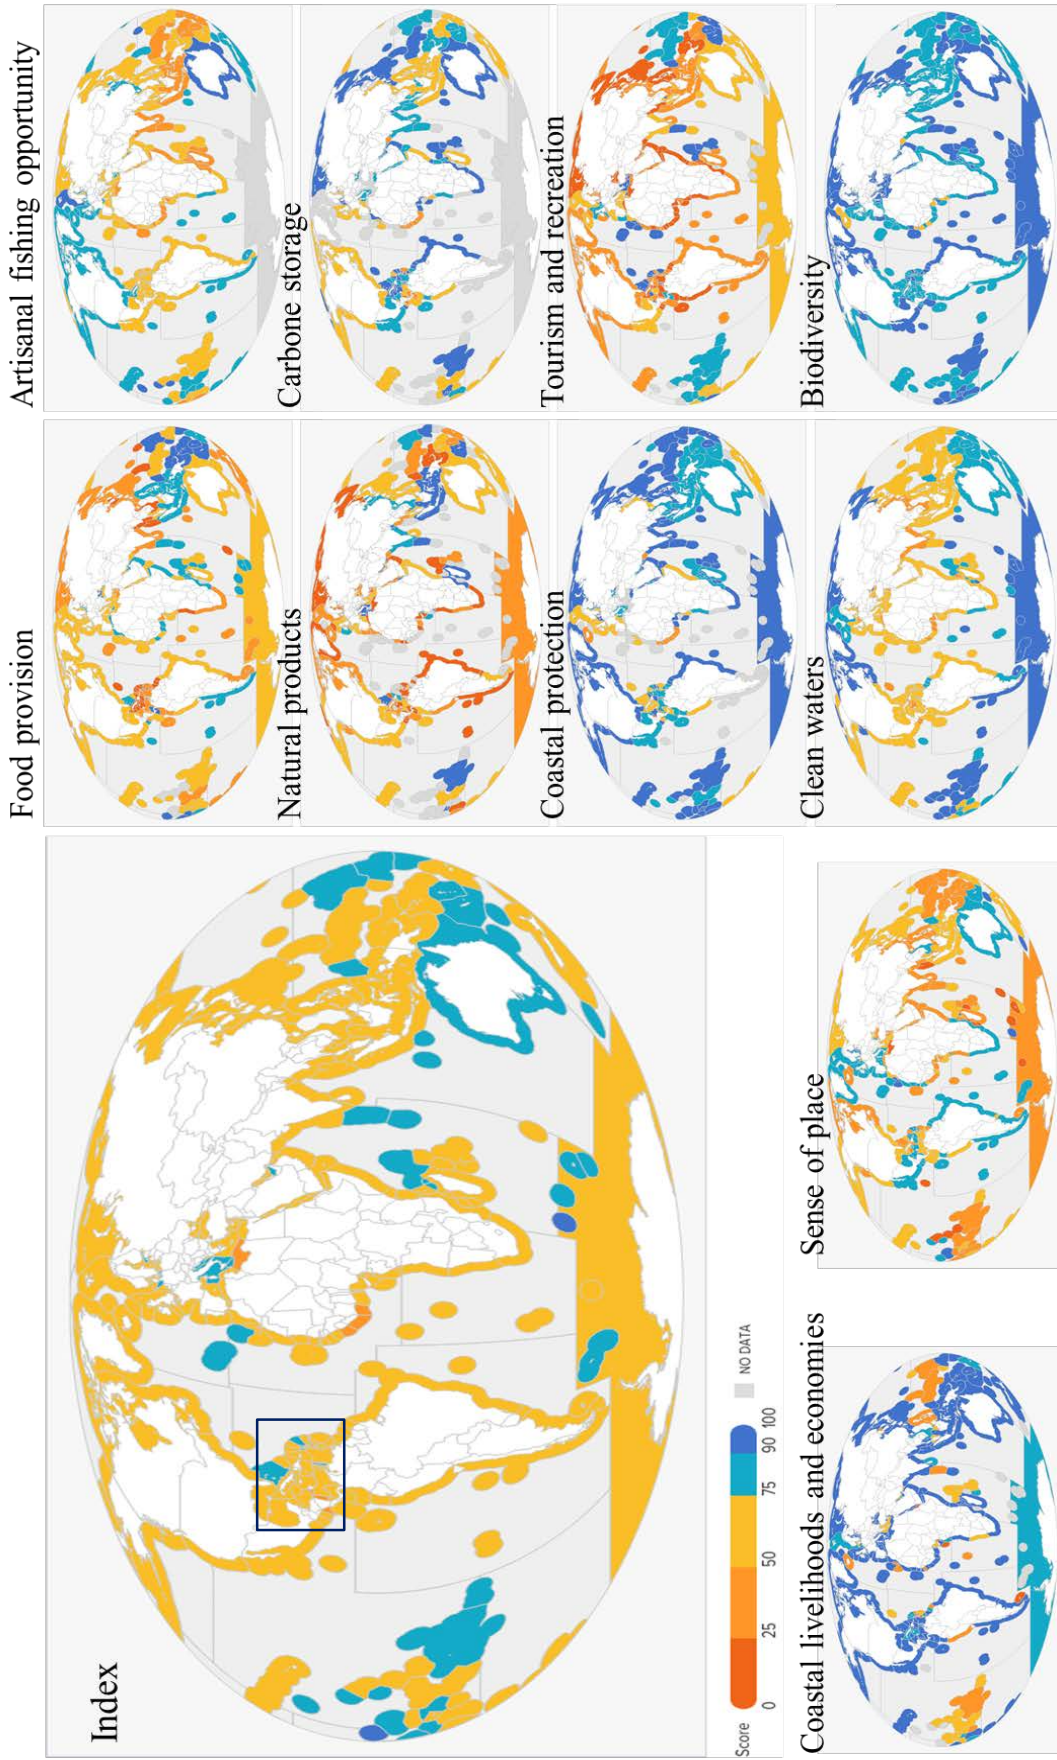 Index
Score
0
25
50
75
90
100
NO DATA
Food provision
Artisanal fishing opportunity
Natural products
Carbone storage
Coastal protection
Tourism and recreation
Coastal livelihoods and economies
Sense of place
Clean waters
Biodiversity